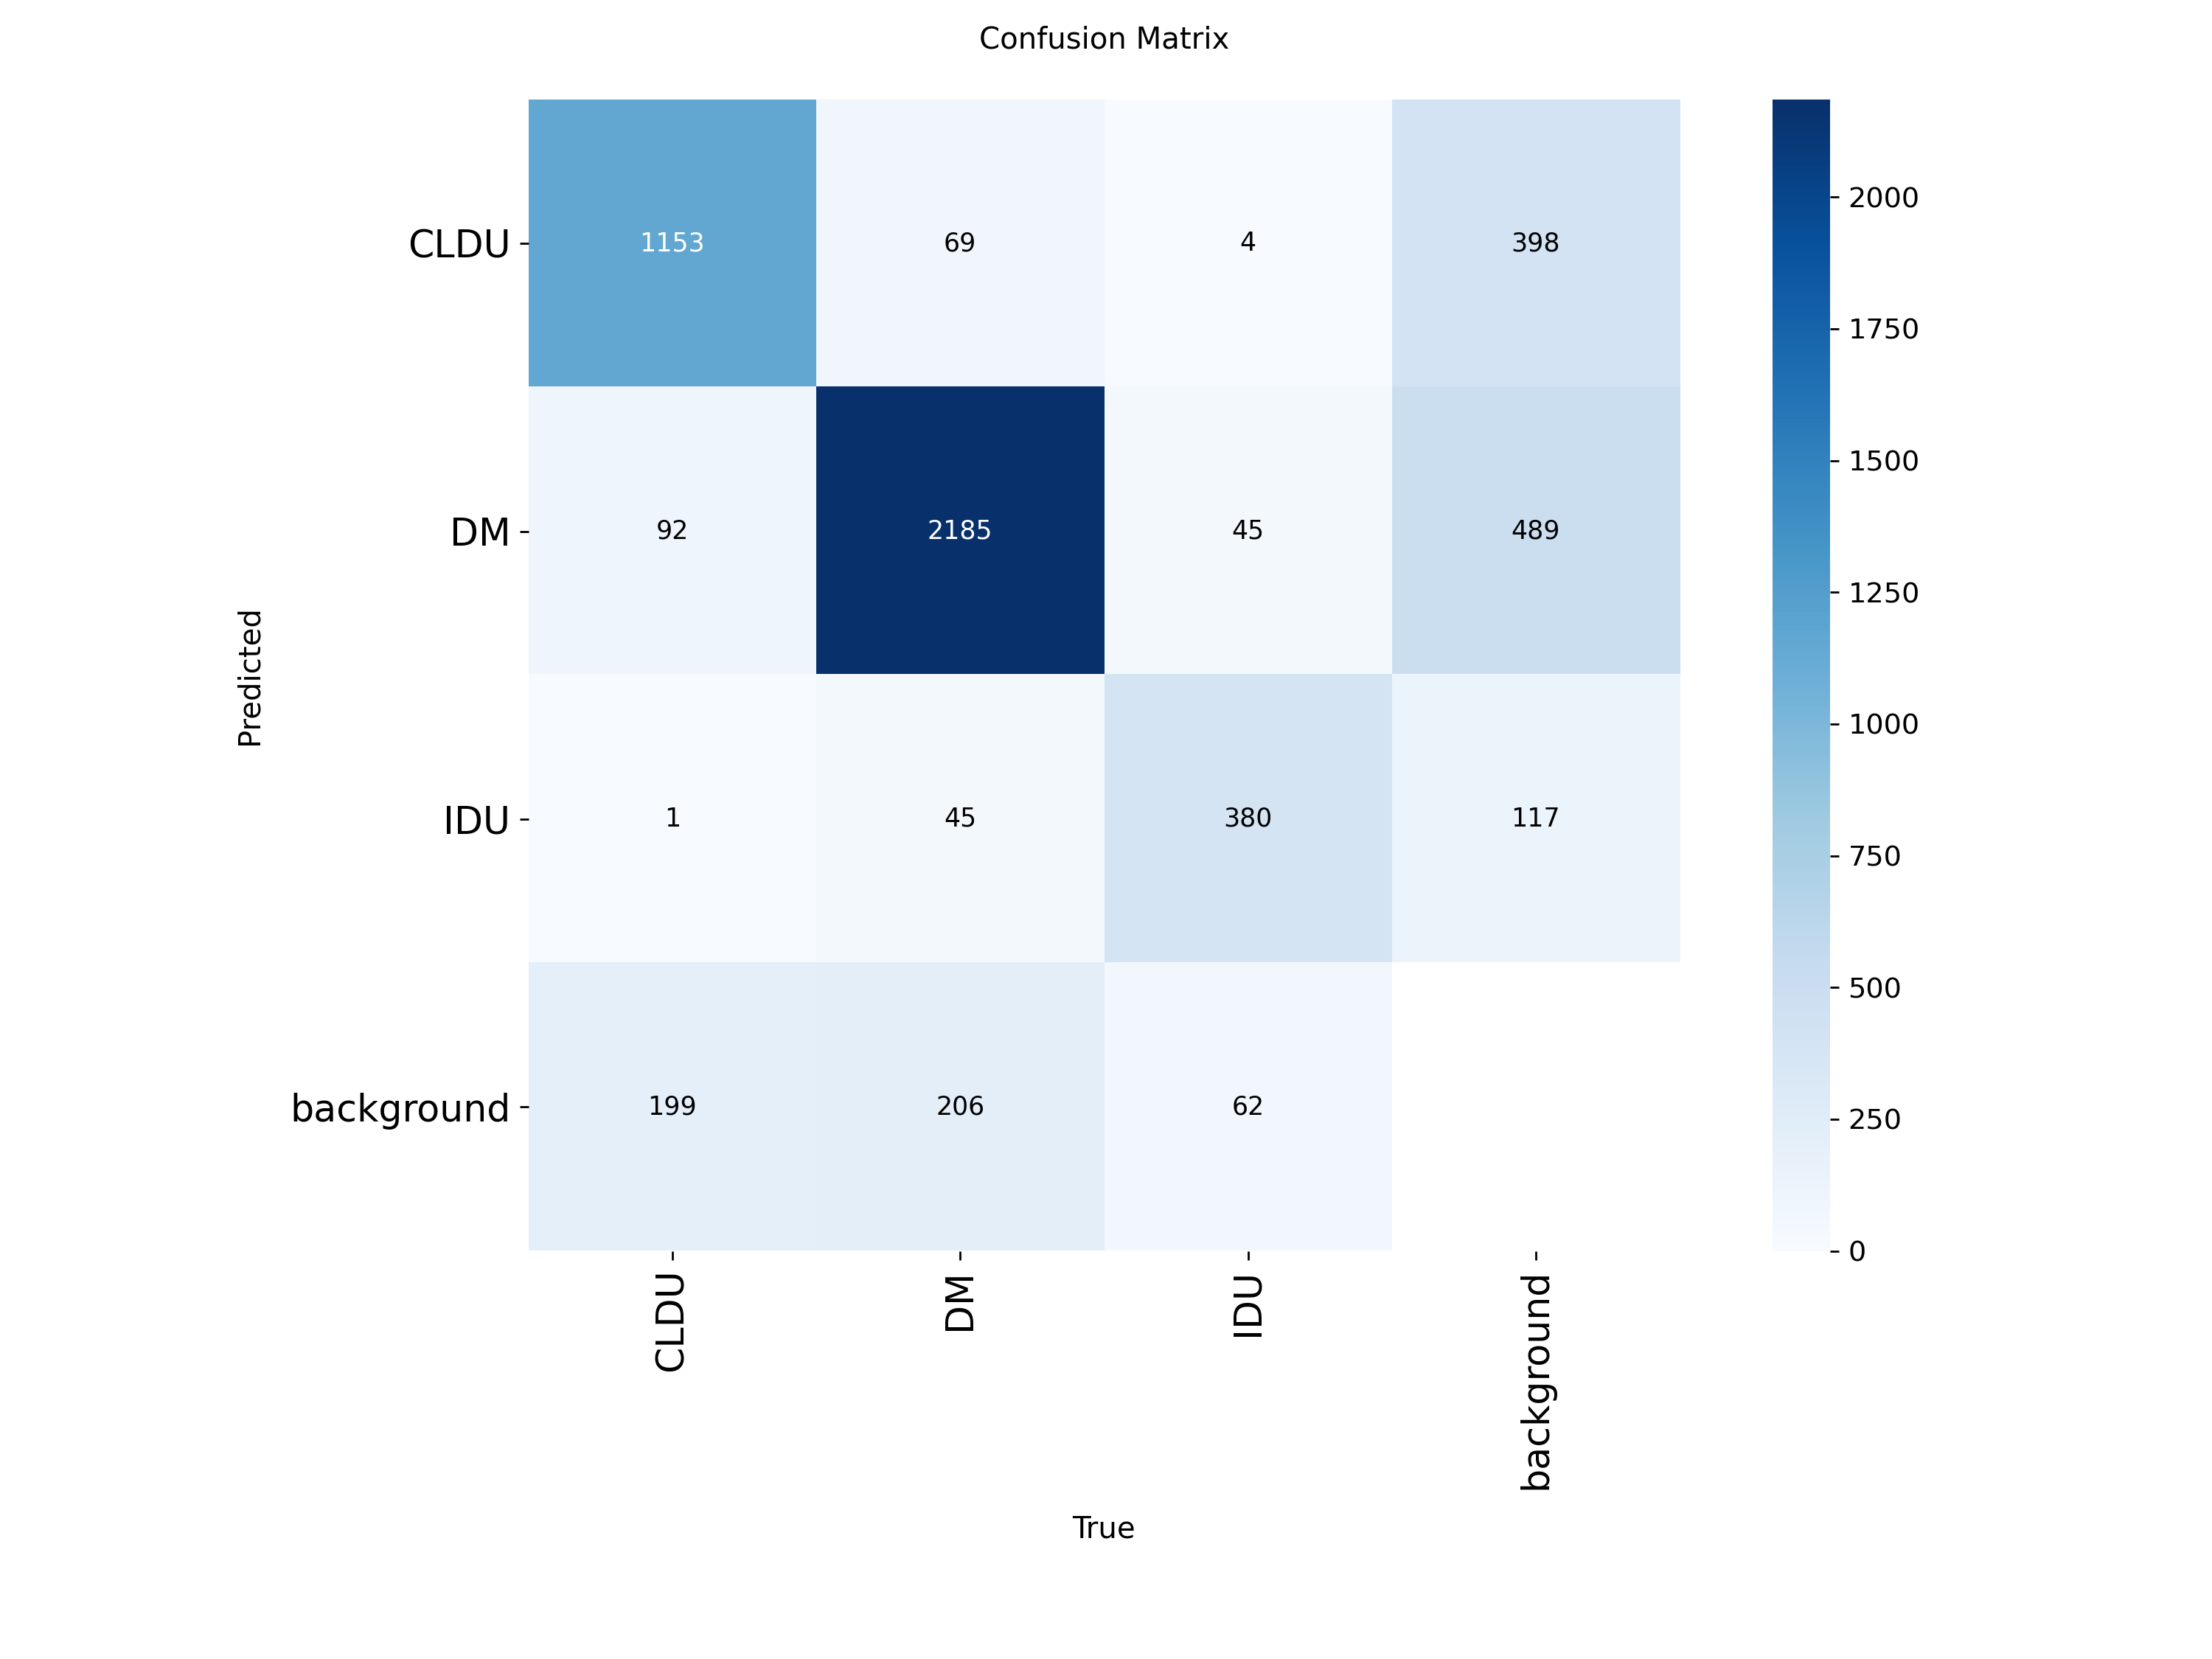 Confusion Matrix
CLDU 1153 69 4 398
DM 92 2185 45 489
IDU 1 45 380 117
background 199 206 62
CLDU DM IDU background
Predicted
True
2000
1750
1500
1250
1000
750
500
250
0